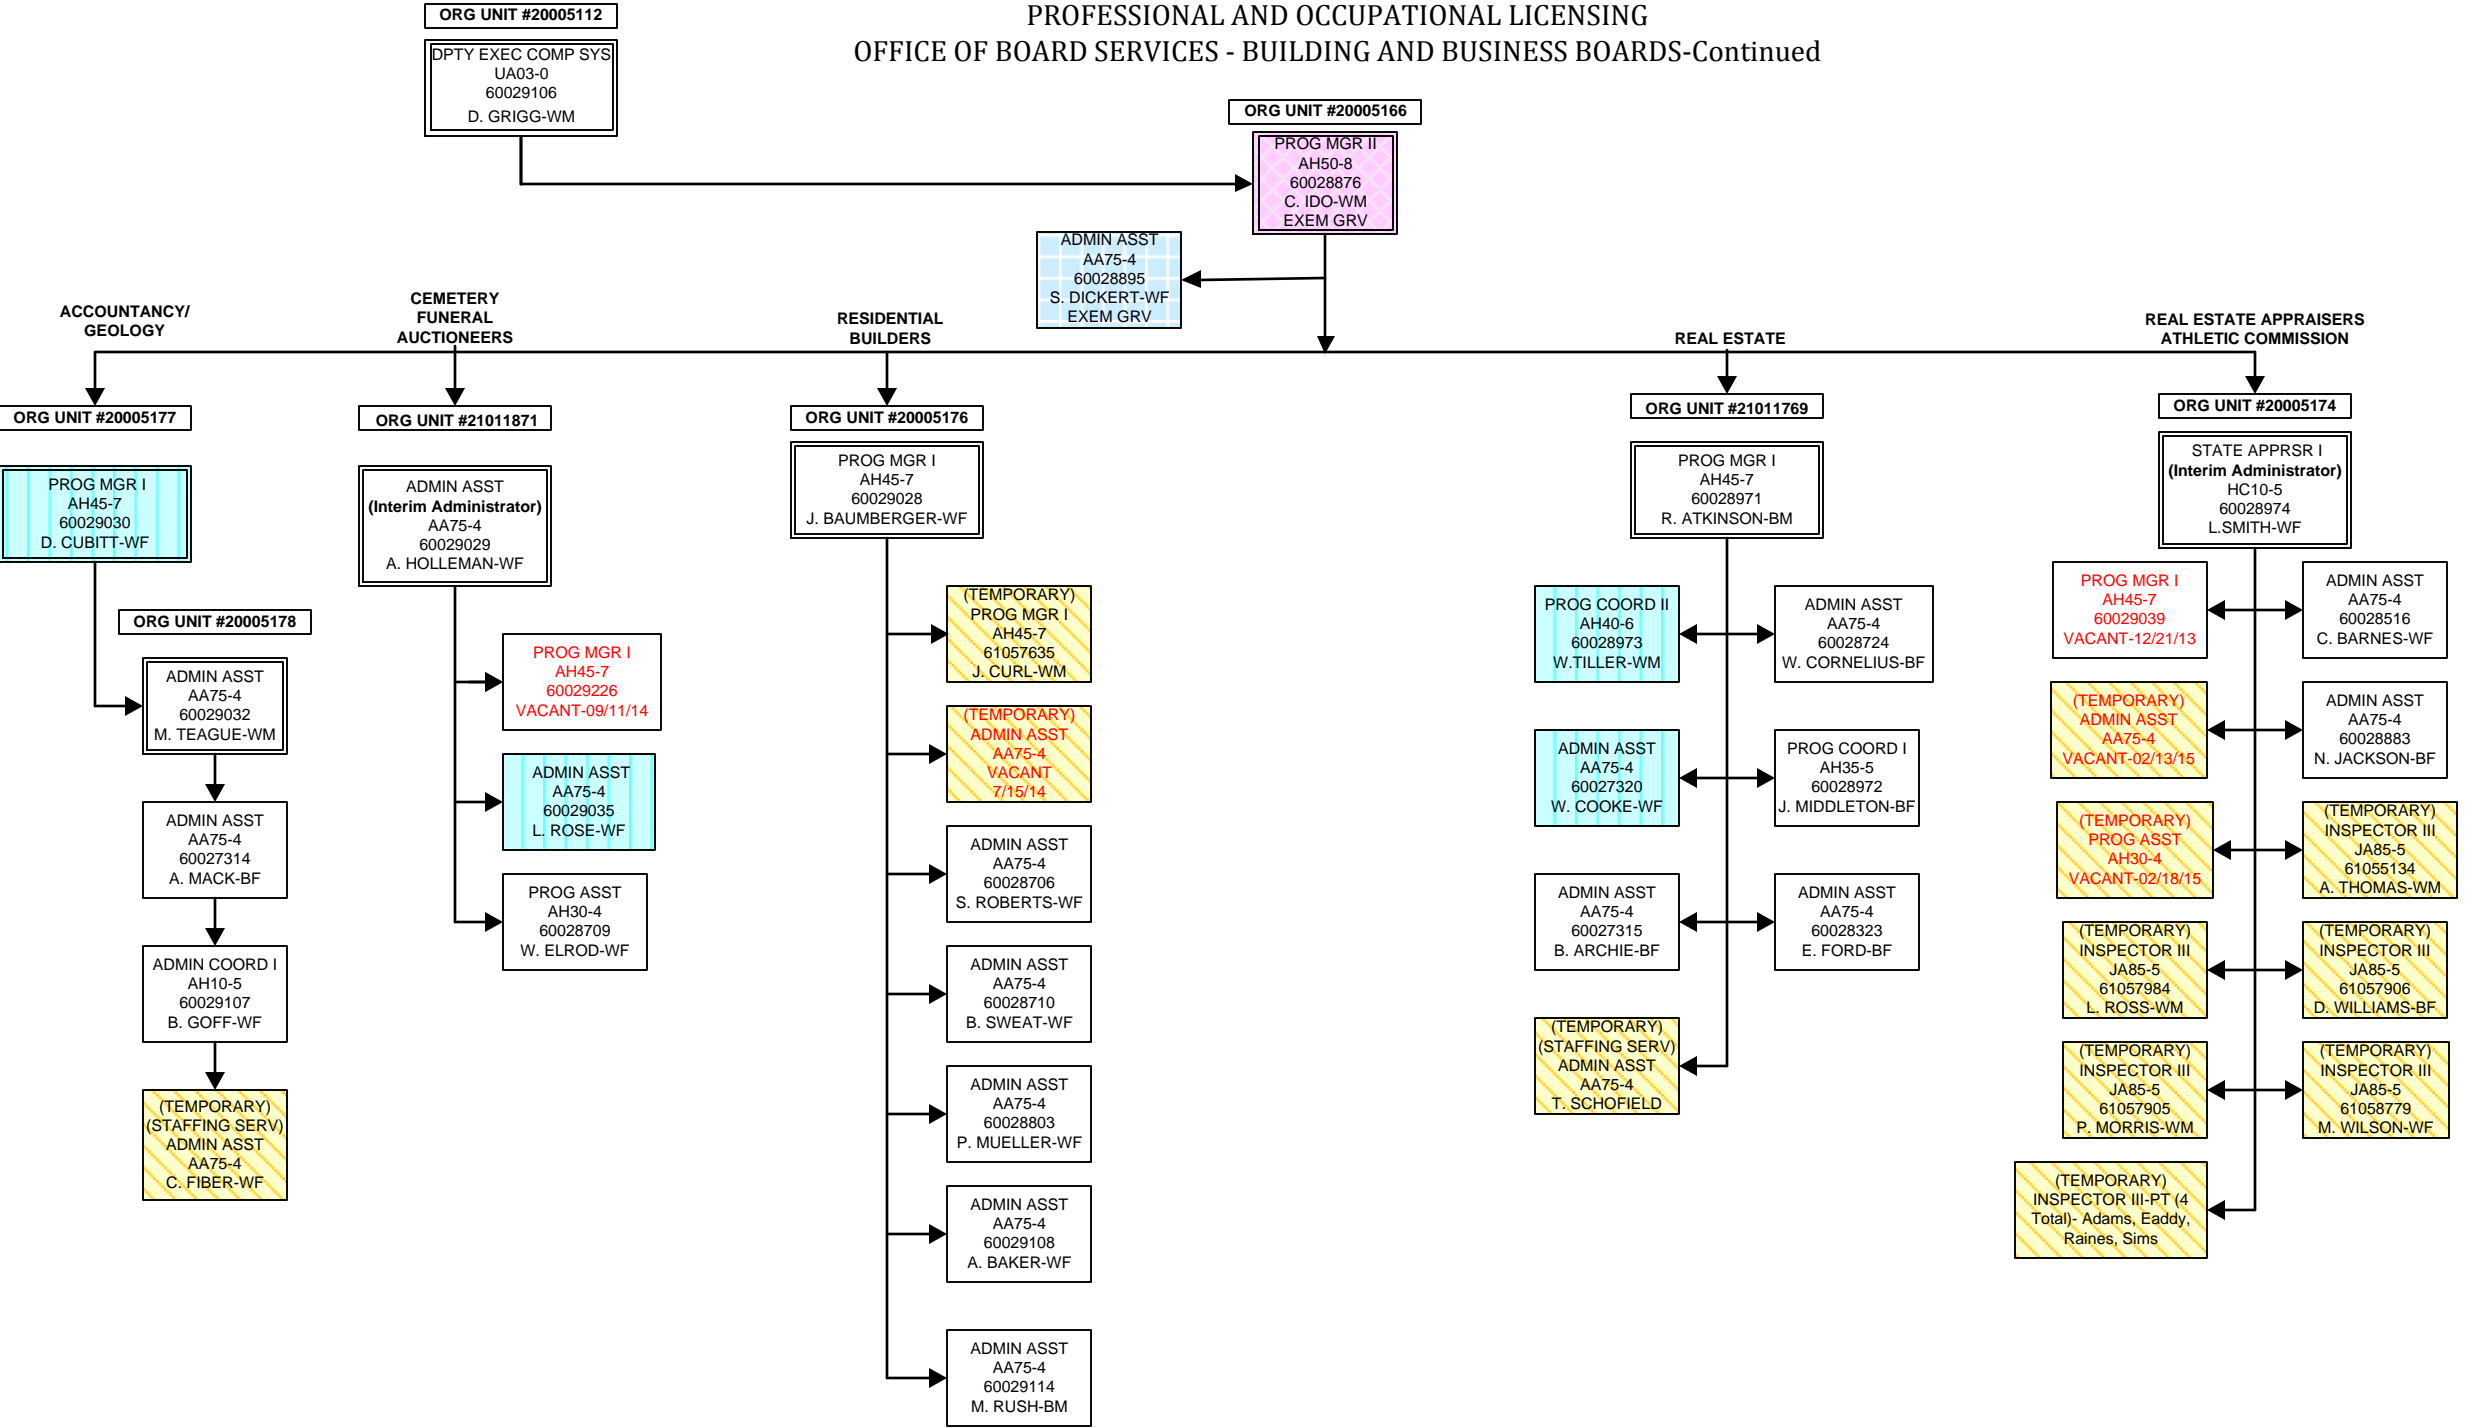 PROFESSIONAL AND OCCUPATIONAL LICENSING
OFFICE OF BOARD SERVICES - BUILDING AND BUSINESS BOARDS-Continued
ORG UNIT #20005112
DPTY EXEC COMP SYS
UA03-0
60029106
D. GRIGG-WM
ORG UNIT #20005166
PROG MGR II
AH50-8
60028876
C. IDO-WM
EXEM GRV
ADMIN ASST
AA75-4
60028895
S. DICKERT-WF
EXEM GRV
ACCOUNTANCY/
GEOLOGY
ORG UNIT #20005177
PROG MGR I
AH45-7
60029030
D. CUBITT-WF
ORG UNIT #20005178
ADMIN ASST
AA75-4
60029032
M. TEAGUE-WM
ADMIN ASST
AA75-4
60027314
A. MACK-BF
ADMIN COORD I
AH10-5
60029107
B. GOFF-WF
(TEMPORARY)
(STAFFING SERV)
ADMIN ASST
AA75-4
C. FIBER-WF
CEMETERY
FUNERAL
AUCTIONEERS
ORG UNIT #21011871
ADMIN ASST
(Interim Administrator)
AA75-4
60029029
A. HOLLEMAN-WF
PROG MGR I
AH45-7
60029226
VACANT-09/11/14
ADMIN ASST
AA75-4
60029035
L. ROSE-WF
PROG ASST
AH30-4
60028709
W. ELROD-WF
RESIDENTIAL
BUILDERS
ORG UNIT #20005176
PROG MGR I
AH45-7
60029028
J. BAUMBERGER-WF
(TEMPORARY)
PROG MGR I
AH45-7
61057635
J. CURL-WM
(TEMPORARY)
ADMIN ASST
AA75-4
VACANT
7/15/14
ADMIN ASST
AA75-4
60028706
S. ROBERTS-WF
ADMIN ASST
AA75-4
60028710
B. SWEAT-WF
ADMIN ASST
AA75-4
60028803
P. MUELLER-WF
ADMIN ASST
AA75-4
60029108
A. BAKER-WF
ADMIN ASST
AA75-4
60029114
M. RUSH-BM
REAL ESTATE
ORG UNIT #21011769
PROG MGR I
AH45-7
60028971
R. ATKINSON-BM
PROG COORD II
AH40-6
60028973
W.TILLER-WM
ADMIN ASST
AA75-4
60028724
W. CORNELIUS-BF
ADMIN ASST
AA75-4
60027320
W. COOKE-WF
PROG COORD I
AH35-5
60028972
J. MIDDLETON-BF
ADMIN ASST
AA75-4
60027315
B. ARCHIE-BF
ADMIN ASST
AA75-4
60028323
E. FORD-BF
(TEMPORARY)
(STAFFING SERV)
ADMIN ASST
AA75-4
T. SCHOFIELD
REAL ESTATE APPRAISERS
ATHLETIC COMMISSION
ORG UNIT #20005174
STATE APPRSR I
(Interim Administrator)
HC10-5
60028974
L.SMITH-WF
PROG MGR I
AH45-7
60029039
VACANT-12/21/13
ADMIN ASST
AA75-4
60028516
C. BARNES-WF
(TEMPORARY)
ADMIN ASST
AA75-4
VACANT-02/13/15
ADMIN ASST
AA75-4
60028883
N. JACKSON-BF
(TEMPORARY)
PROG ASST
AH30-4
VACANT-02/18/15
(TEMPORARY)
INSPECTOR III
JA85-5
61055134
A. THOMAS-WM
(TEMPORARY)
INSPECTOR III
JA85-5
61057984
L. ROSS-WM
(TEMPORARY)
INSPECTOR III
JA85-5
61057906
D. WILLIAMS-BF
(TEMPORARY)
INSPECTOR III
JA85-5
61057905
P. MORRIS-WM
(TEMPORARY)
INSPECTOR III
JA85-5
61058779
M. WILSON-WF
(TEMPORARY)
INSPECTOR III-PT (4
Total)- Adams, Eaddy,
Raines, Sims